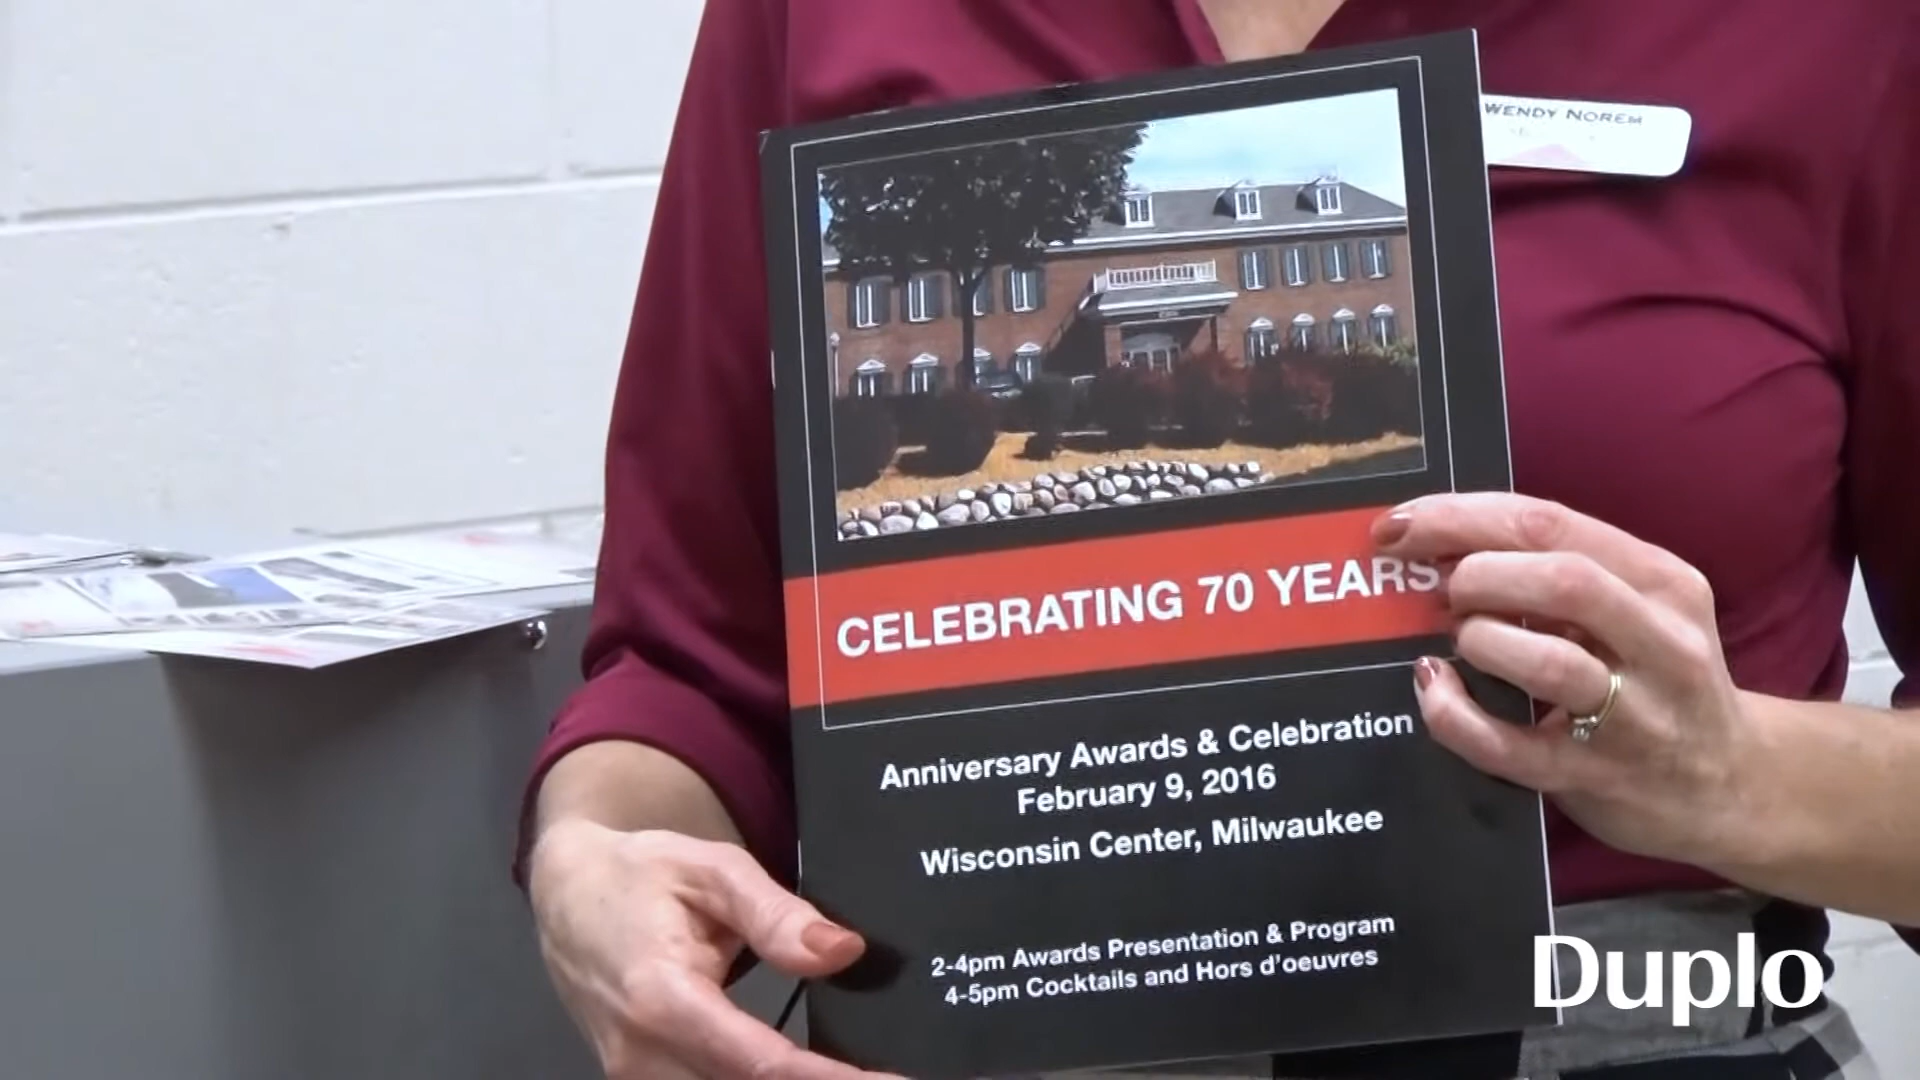 WENDY NOREM
CELEBRATING 70 YEARS
Anniversary Awards & Celebration
February 9, 2016
Wisconsin Center, Milwaukee
2-4pm Awards Presentation & Program
4-5pm Cocktails and Hors d'oeuvres
Duplo